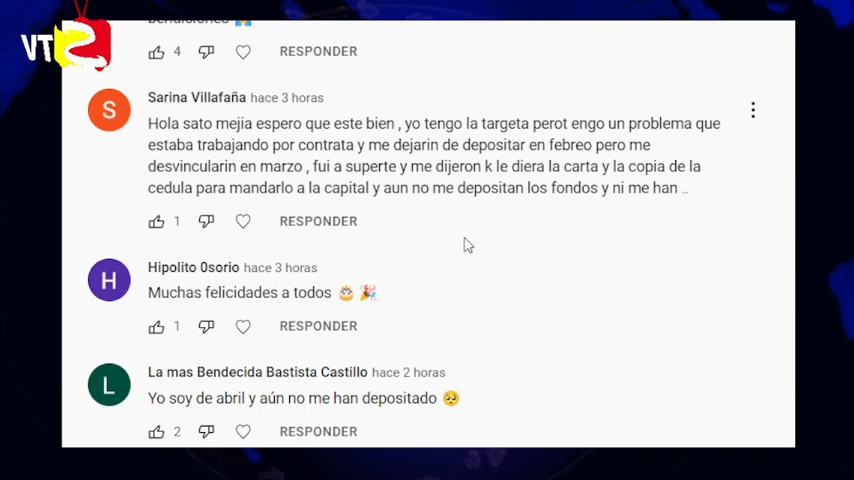 VT
bendiciones 🙏
4 RESPONDER
S
Sarina Villafaña hace 3 horas
Hola sato mejia espero que este bien , yo tengo la targeta perot engo un problema que
estaba trabajando por contrata y me dejarin de depositar en febreo pero me
desvincularin en marzo , fui a superte y me dijeron k le diera la carta y la copia de la
cedula para mandarlo a la capital y aun no me depositan los fondos y ni me han ...
1 RESPONDER
H
Hipolito 0sorio hace 3 horas
Muchas felicidades a todos 🎂 🎉
1 RESPONDER
L
La mas Bendecida Bastista Castillo hace 2 horas
Yo soy de abril y aún no me han depositado 🥺
2 RESPONDER